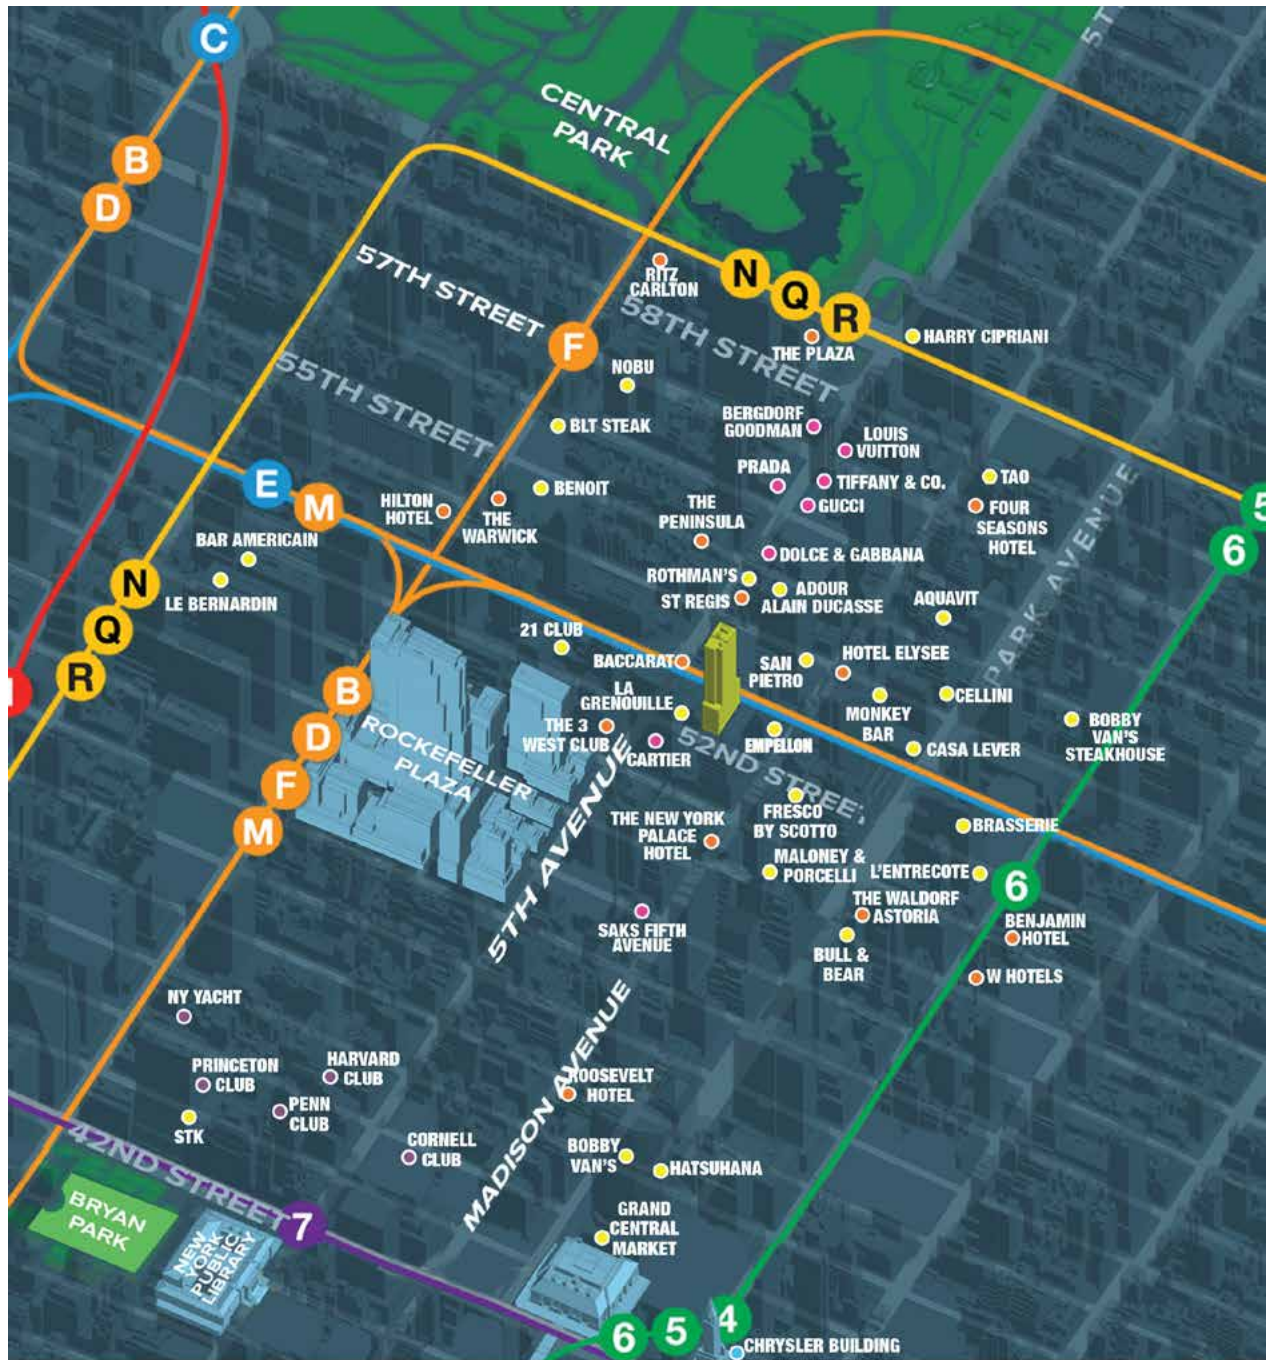 C
5T
B
D
CENTRAL
PARK
57TH STREET
RITZ
CARLTON
N
Q
R
58TH STREET
F
THE PLAZA
HARRY CIPRIANI
NOBU
55TH STREET
BLT STEAK
BERGDORF
GOODMAN
LOUIS
VUITTON
PRADA
TIFFANY & CO.
TAO
GUCCI
E
M
HILTON
HOTEL
THE
WARWICK
BENOIT
THE
PENINSULA
FOUR
SEASONS
HOTEL
5
6
BAR AMERICAIN
LE BERNARDIN
DOLCE & GABBANA
ROTHMAN'S
ST REGIS
ADOUR
ALAIN DUCASSE
AQUAVIT
PARK AVENUE
N
Q
R
21 CLUB
BACCARAT
SAN
PIETRO
HOTEL ELYSEE
LA
GRENOUILLE
MONKEY
BAR
CELLINI
B
D
F
M
ROCKEFELLER
PLAZA
THE 3
WEST CLUB
CARTIER
EMPELLON
CASA LEVER
BOBBY
VAN'S
STEAKHOUSE
52ND STREET
5TH AVENUE
FRESCO
BY SCOTTO
THE NEW YORK
PALACE
HOTEL
BRASSERIE
MALONEY &
PORCELLI
L'ENTRECOTE
6
THE WALDORF
ASTORIA
SAKS FIFTH
AVENUE
BULL &
BEAR
BENJAMIN
HOTEL
W HOTELS
NY YACHT
MADISON AVENUE
PRINCETON
CLUB
HARVARD
CLUB
ROOSEVELT
HOTEL
PENN
CLUB
STK
42ND STREET
CORNELL
CLUB
BOBBY
VAN'S
HATSUHANA
BRYAN
PARK
NEW
YORK
PUBLIC
LIBRARY
7
GRAND
CENTRAL
MARKET
6
5
4
CHRYSLER BUILDING